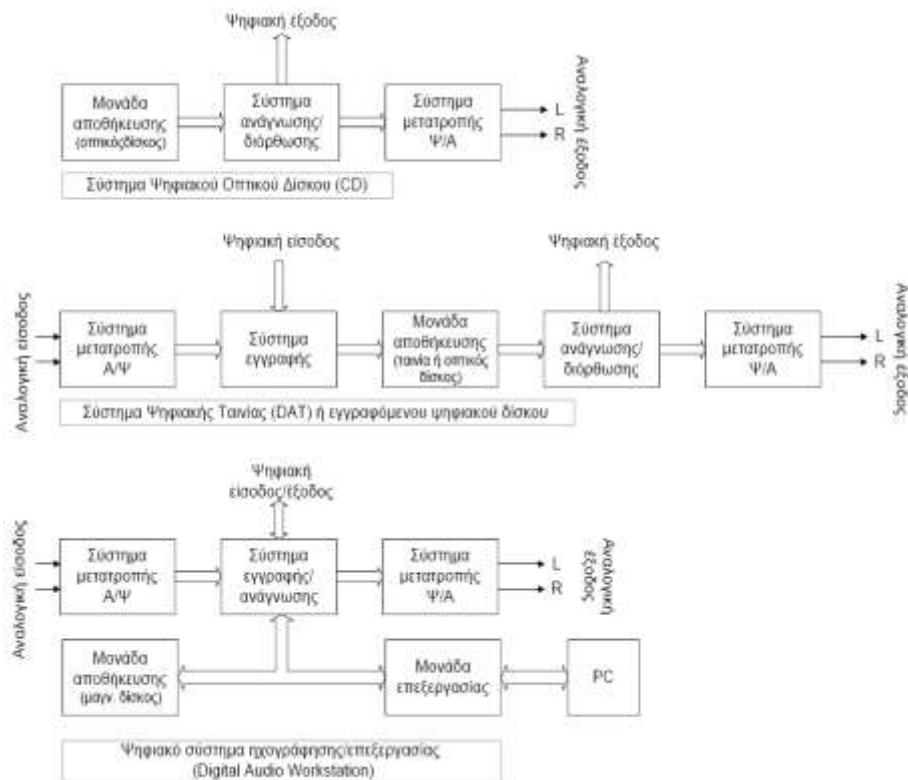 Ψηφιακή έξοδος
Μονάδα
αποθήκευσης
(οπτικόςδίσκος)
Σύστημα
ανάγνωσης/
διόρθωσης
Σύστημα
μετατροπής
Ψ/Α
L
R
Αναλογική έξοδος
Σύστημα Ψηφιακού Οπτικού Δίσκου (CD)
Ψηφιακή είσοδος
Ψηφιακή έξοδος
Αναλογική είσοδος
Σύστημα
μετατροπής
Α/Ψ
Σύστημα
εγγραφής
Μονάδα
αποθήκευσης
(ταινία ή οπτικός
δίσκος)
Σύστημα
ανάγνωσης/
διόρθωσης
Σύστημα
μετατροπής
Ψ/Α
L
R
Αναλογική έξοδος
Σύστημα Ψηφιακής Ταινίας (DAT) ή εγγραφόμενου ψηφιακού δίσκου
Ψηφιακή
είσοδος/έξοδος
Αναλογική είσοδος
Σύστημα
μετατροπής
Α/Ψ
Σύστημα
εγγραφής/
ανάγνωσης
Σύστημα
μετατροπής
Ψ/Α
L
R
Αναλογική
έξοδος
Μονάδα
αποθήκευσης
(μαγν. δίσκος)
Μονάδα
επεξεργασίας
PC
Ψηφιακό σύστημα ηχογράφησης/επεξεργασίας
(Digital Audio Workstation)